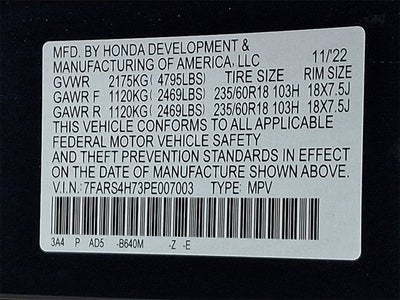 MFD. BY HONDA DEVELOPMENT &
MANUFACTURING OF AMERICA, LLC 11/22
GVWR 2175KG (4795LBS) TIRE SIZE RIM SIZE
GAWR F 1120KG (2469LBS) 235/60R18 103H 18X7.5J
GAWR R 1120KG (2469LBS) 235/60R18 103H 18X7.5J
THIS VEHICLE CONFORMS TO ALL APPLICABLE
FEDERAL MOTOR VEHICLE SAFETY
AND THEFT PREVENTION STANDARDS IN EFFECT
ON THE DATE OF MANUFACTURE SHOWN ABOVE.
V.I.N: 7FARS4H73PE007003 TYPE: MPV
3A4 P AD5 -B640M -Z -E